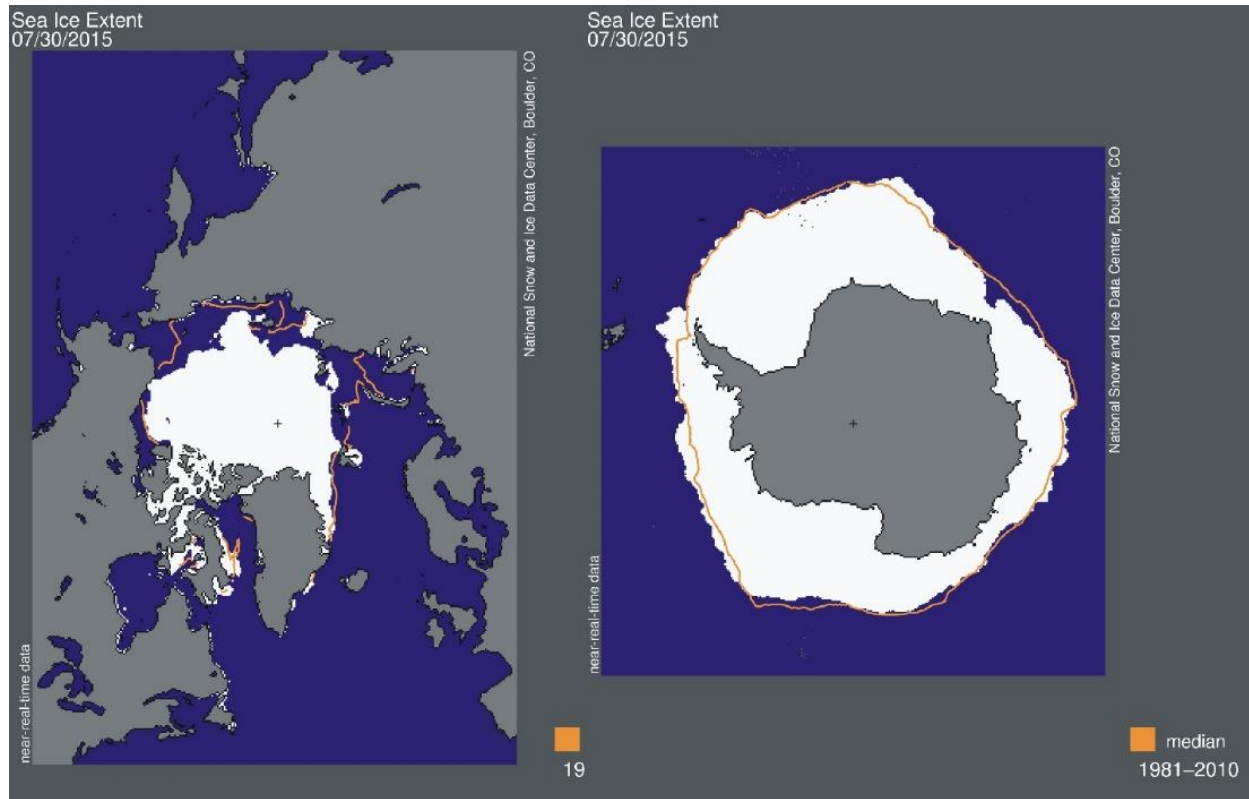 Sea Ice Extent
07/30/2015
National Snow and Ice Data Center, Boulder, CO
near-real-time data
19
Sea Ice Extent
07/30/2015
National Snow and Ice Data Center, Boulder, CO
near-real-time data
median
1981–2010